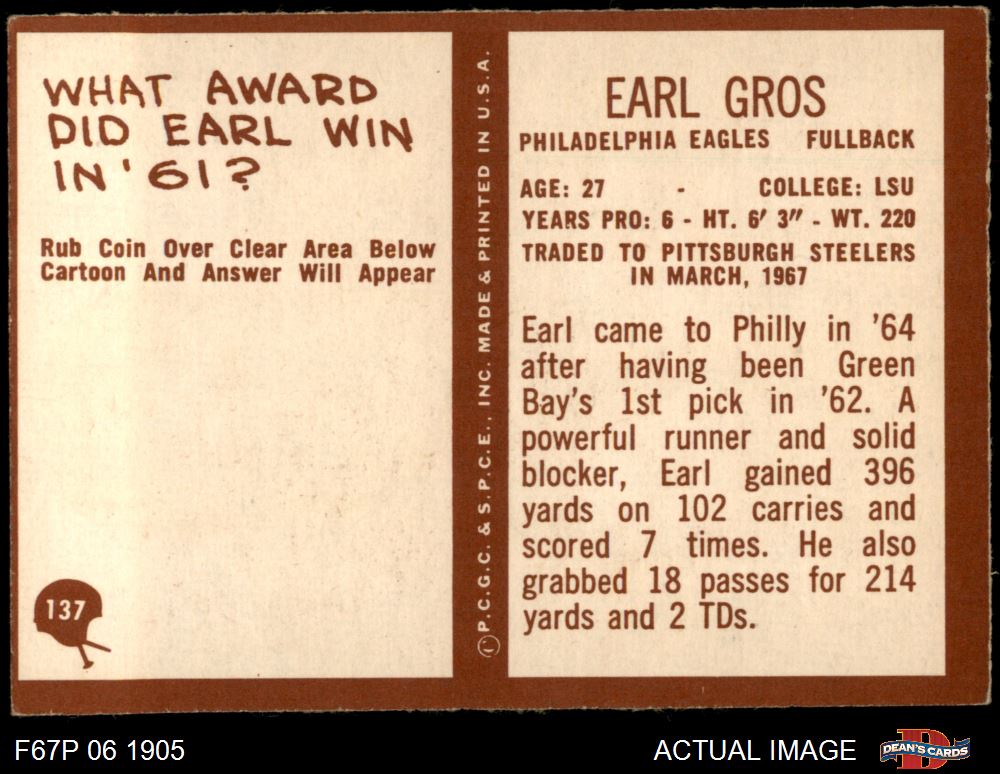 WHAT AWARD
DID EARL WIN
IN '61?
Rub Coin Over Clear Area Below
Cartoon And Answer Will Appear
137
© P.C.G.C. & S.P.C.E., INC. MADE & PRINTED IN U.S.A.
EARL GROS
PHILADELPHIA EAGLES FULLBACK
AGE: 27 - COLLEGE: LSU
YEARS PRO: 6 - HT. 6' 3" - WT. 220
TRADED TO PITTSBURGH STEELERS
IN MARCH, 1967
Earl came to Philly in '64
after having been Green
Bay's 1st pick in '62. A
powerful runner and solid
blocker, Earl gained 396
yards on 102 carries and
scored 7 times. He also
grabbed 18 passes for 214
yards and 2 TDs.
F67P 06 1905
ACTUAL IMAGE
DEAN'S CARDS